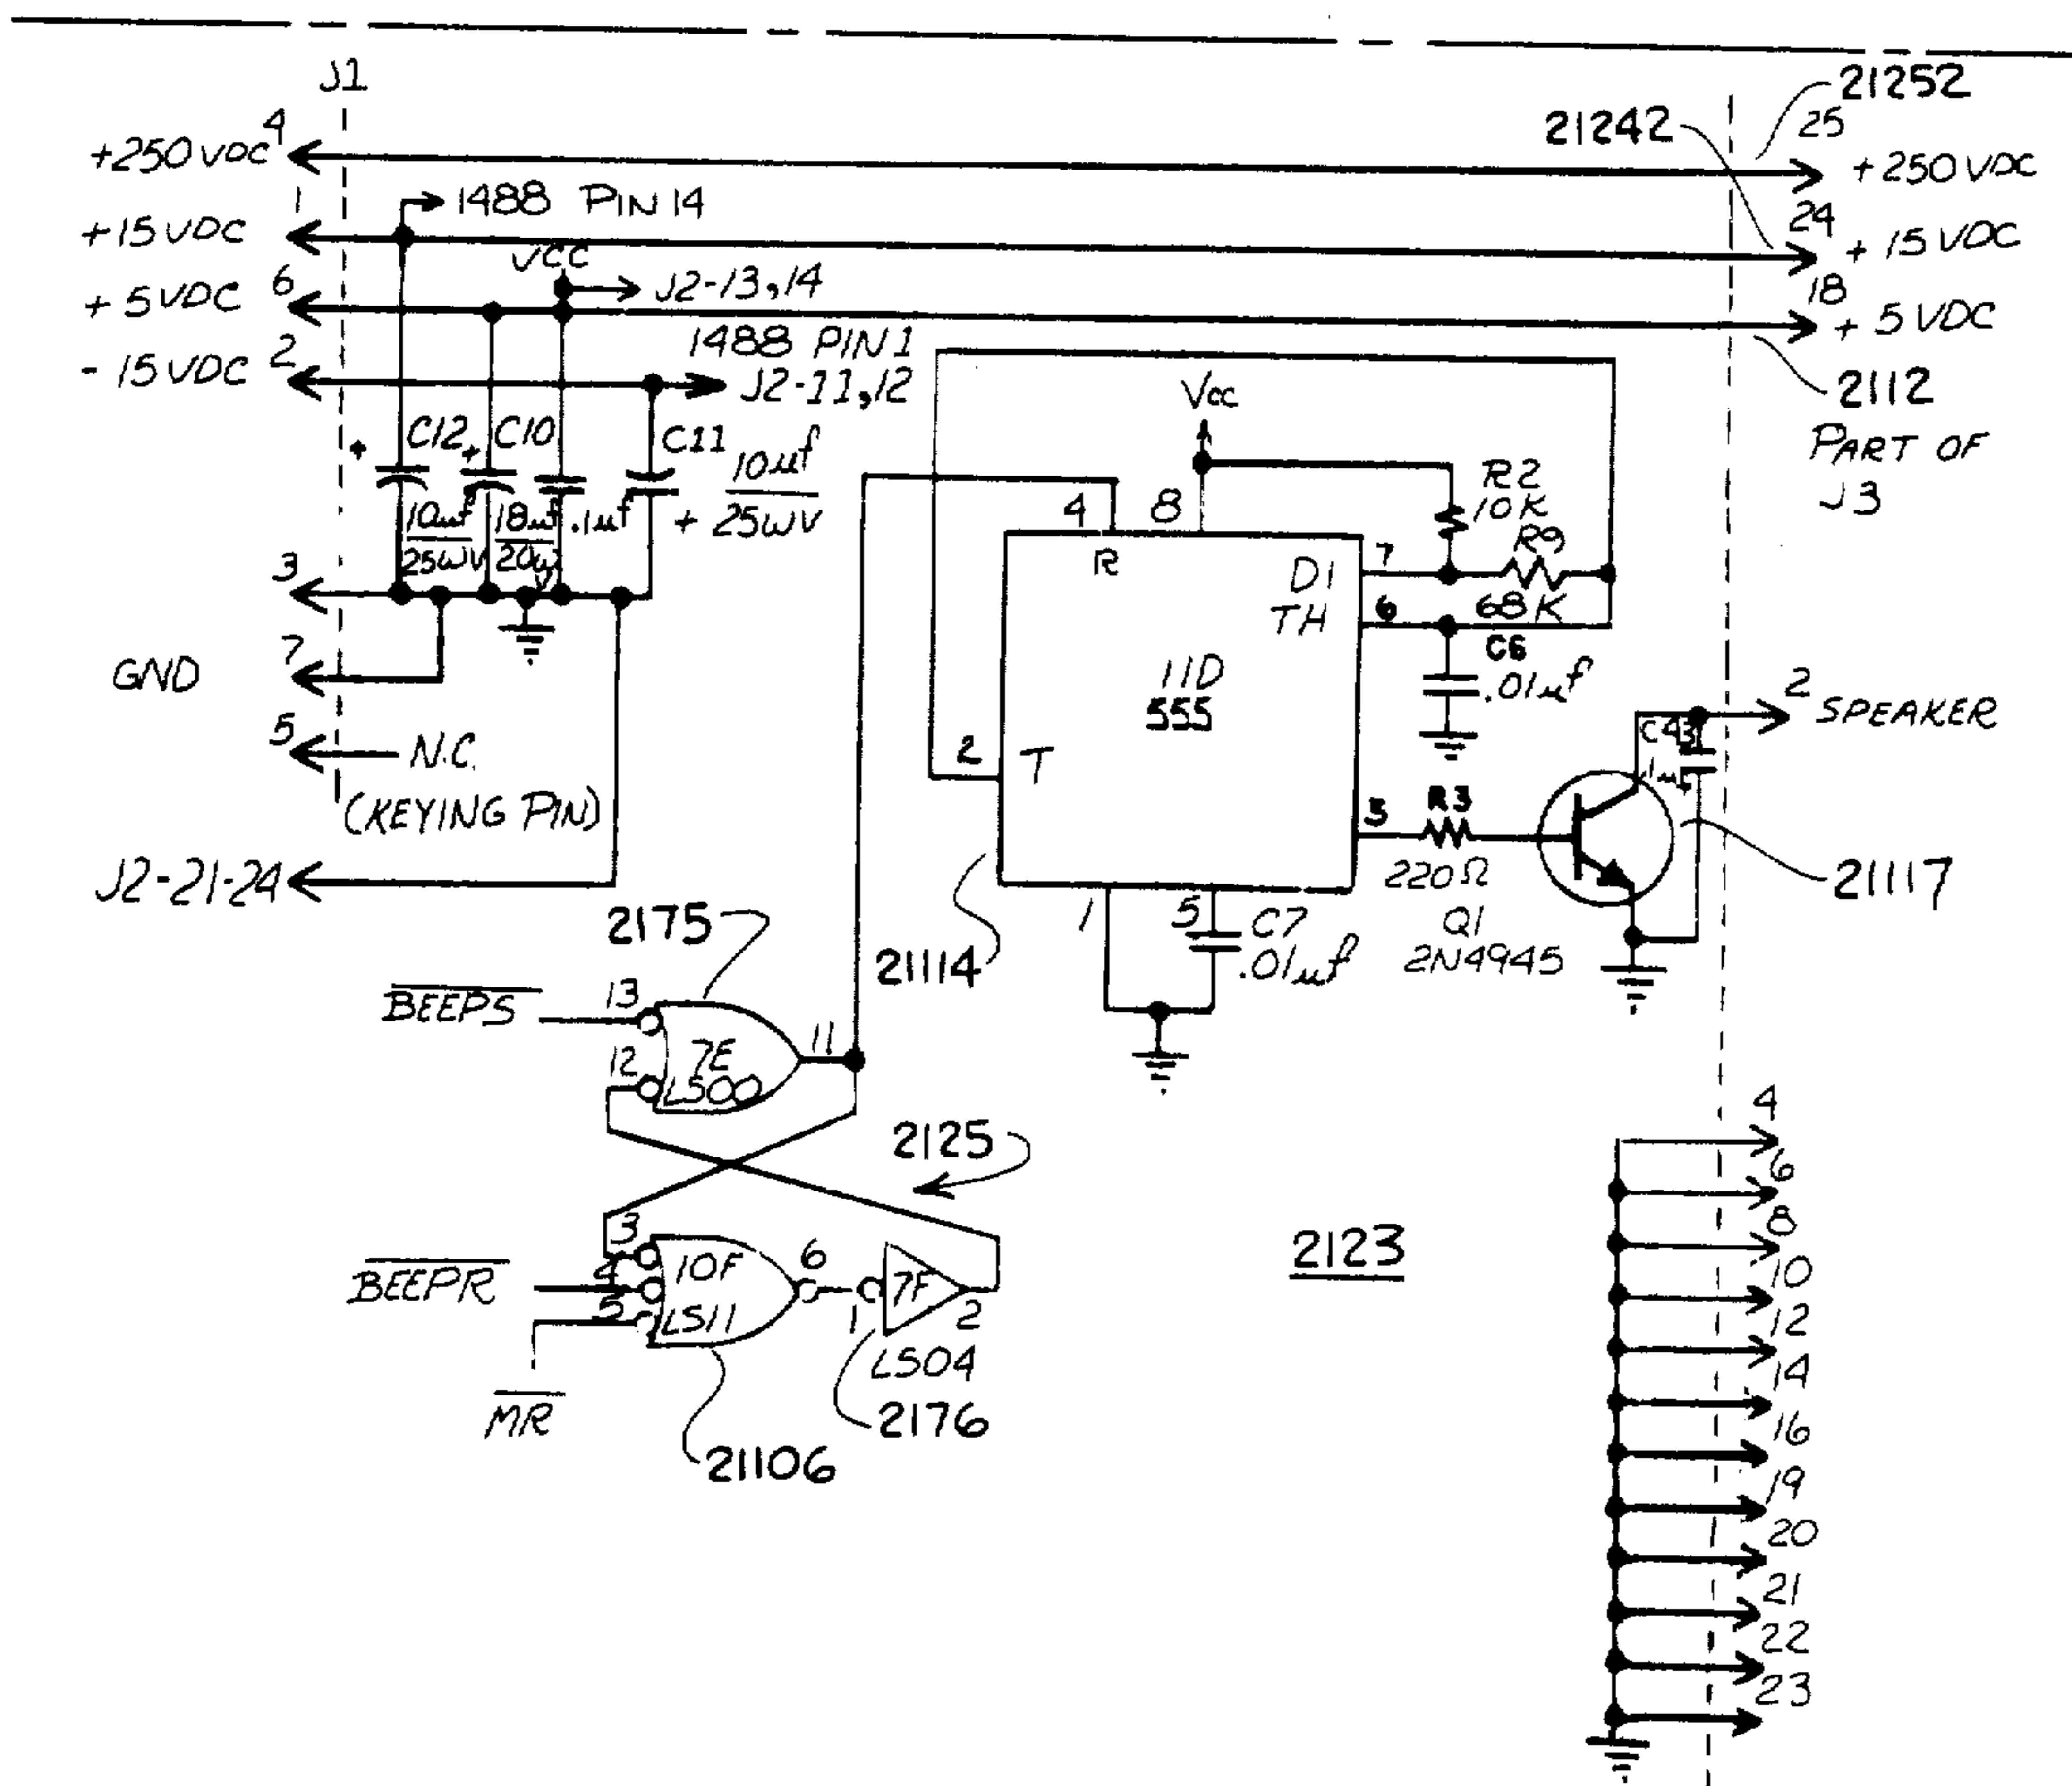 J1
21252
4
+250 VDC
21242
25
+250 VDC
1488 PIN 14
1
+15 VDC
24
+ 15 VDC
VCC
J2-13,14
6
+ 5 VDC
18
+ 5 VDC
1488 PIN 1
2
- 15 VDC
J2-11,12
2112
PART OF
J3
Vcc
+
C12
+
C10
C11
10uf
25WV
+
10uf
25WV
18uf
20WV
.1uf
R2
10K
4
8
R
R9
68K
7
D1
6
TH
C6
.01uf
3
7
GND
11D
555
5
N.C.
(KEYING PIN)
2
T
2
SPEAKER
C43
.1uf
3
R3
220Ω
21117
J2-21-24
1
5
C7
.01uf
Q1
2N4945
21114
2175
BEEPS
13
12
7E
LS00
11
2125
4
6
8
10
12
14
16
19
20
21
22
23
2123
BEEPR
3
4
5
10F
LS11
6
1
7F
2
LS04
MR
2176
21106